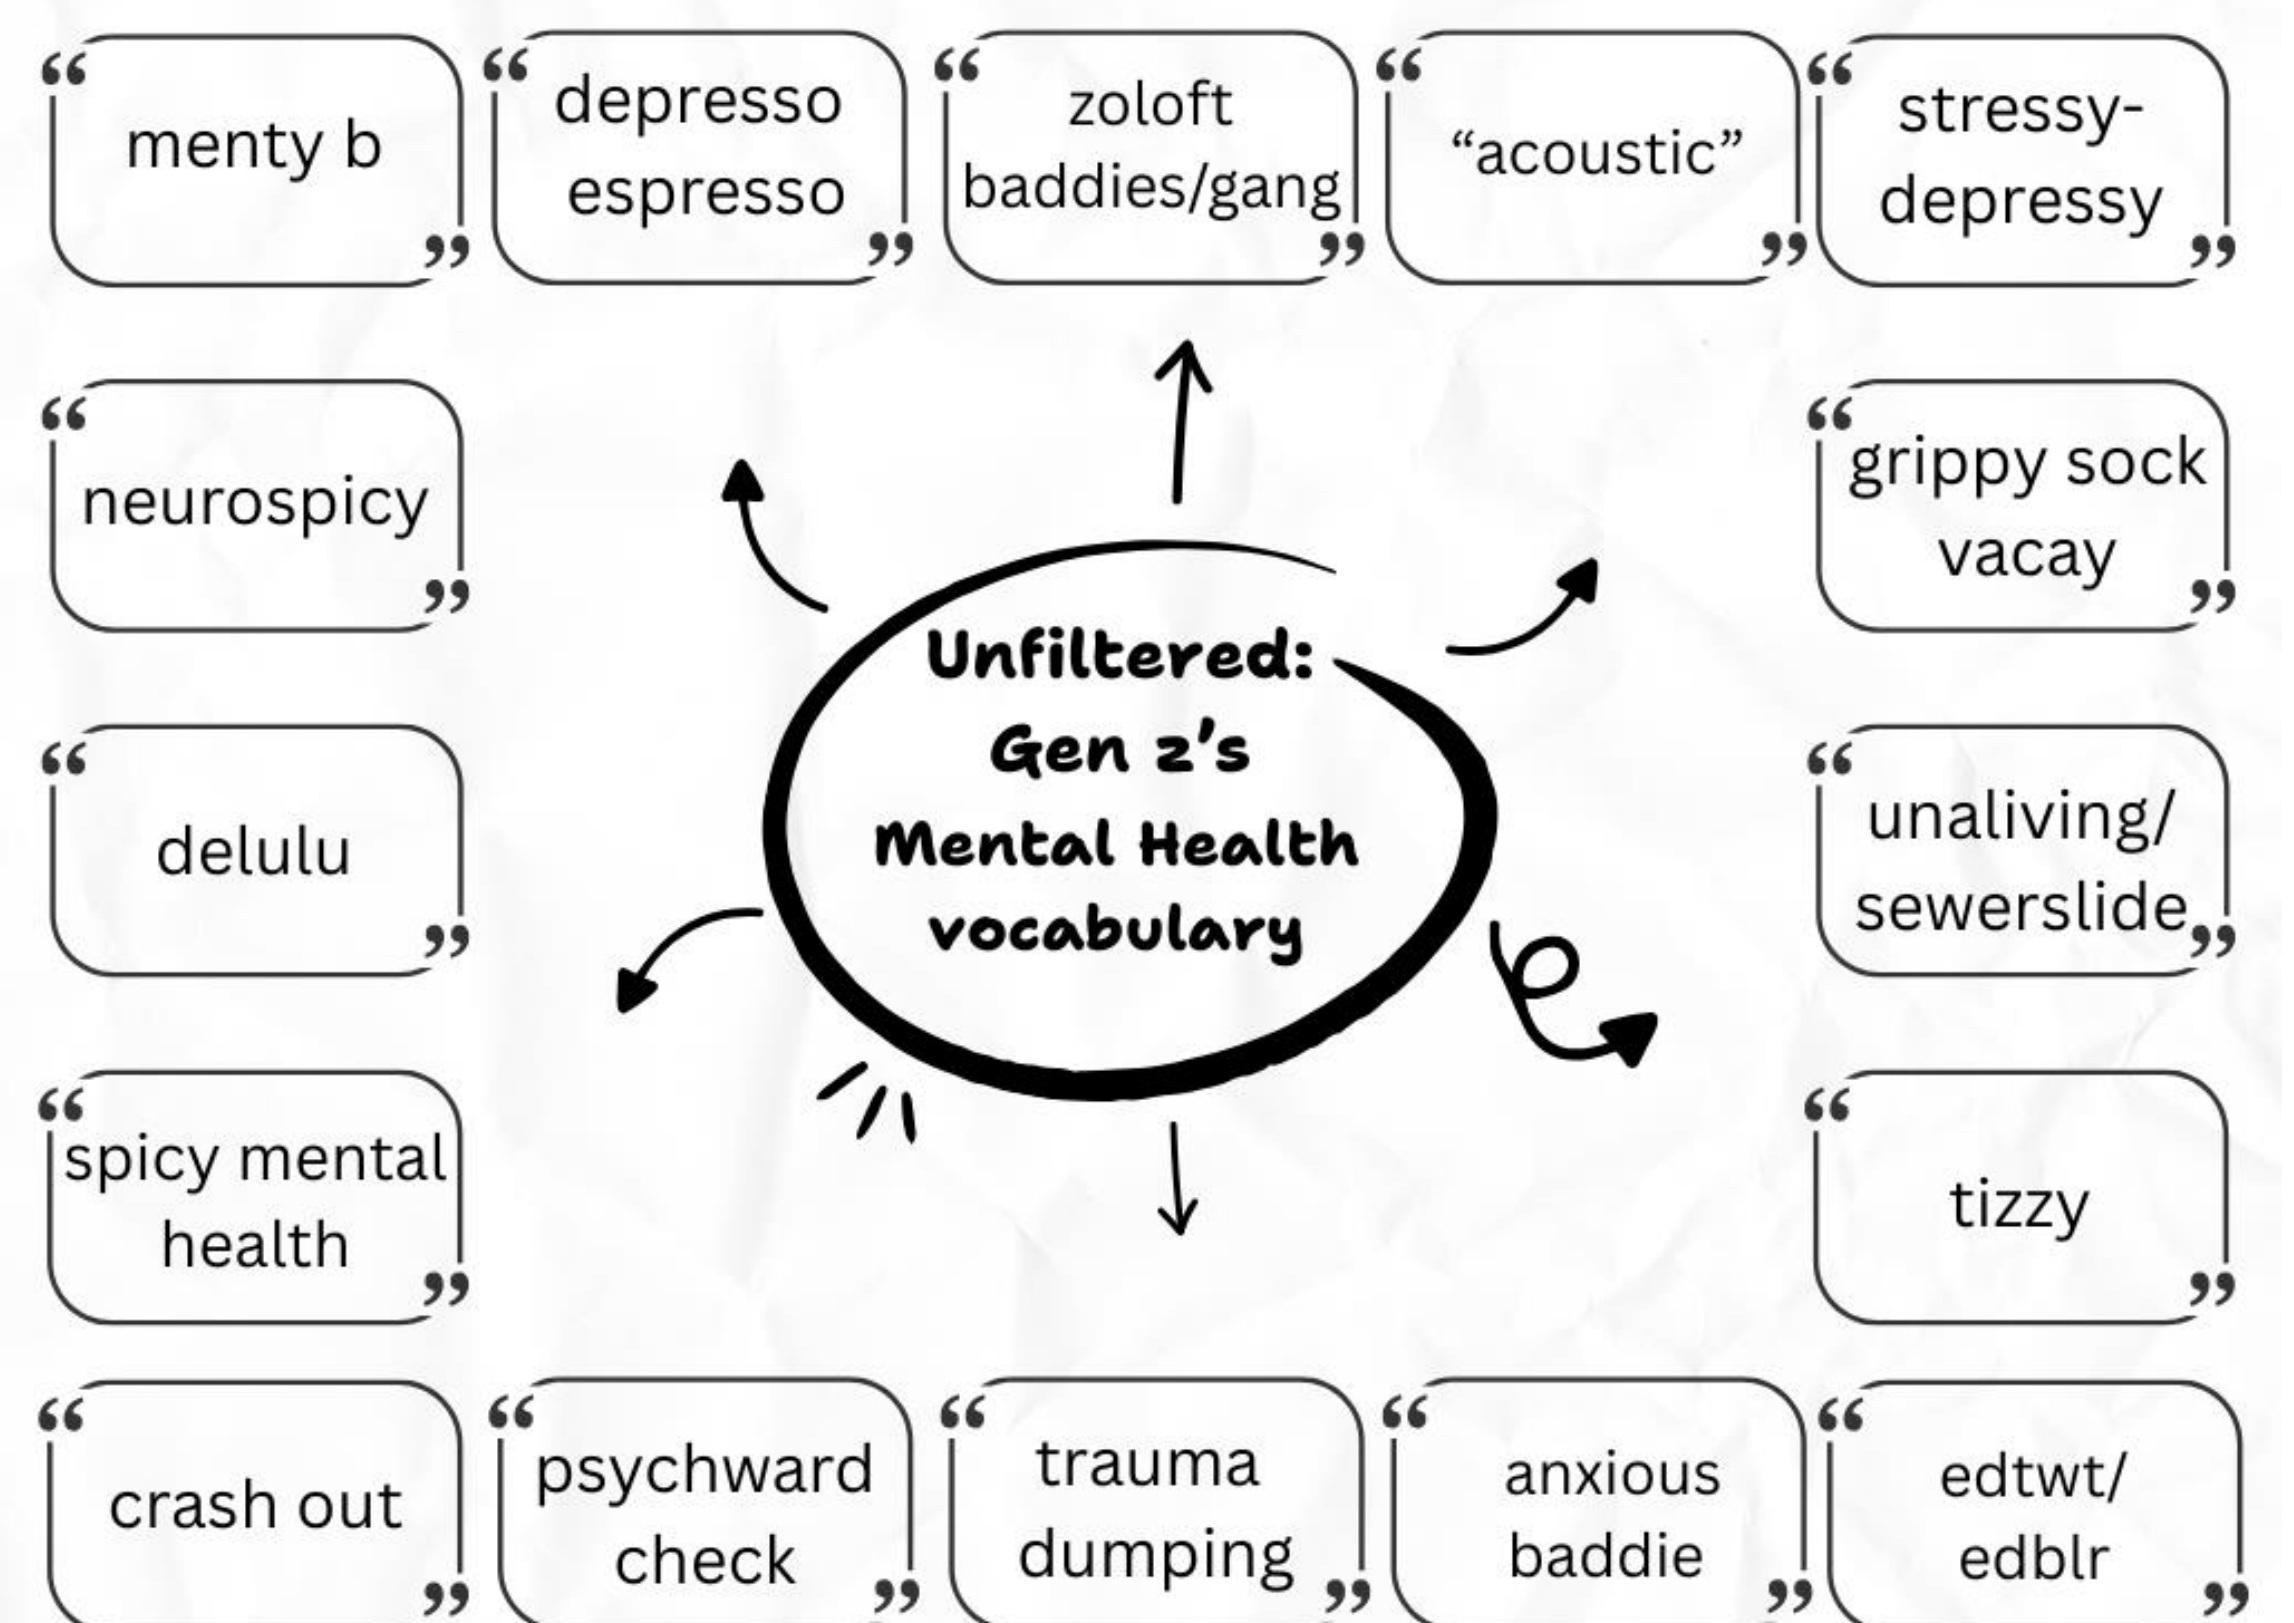 menty b
depresso
espresso
zoloft
baddies/gang
“acoustic”
stressy-
depressy
neurospicy
grippy sock
vacay
Unfiltered:
Gen z's
Mental Health
vocabulary
delulu
unaliving/
sewerslide
spicy mental
health
tizzy
crash out
psychward
check
trauma
dumping
anxious
baddie
edtwt/
edblr